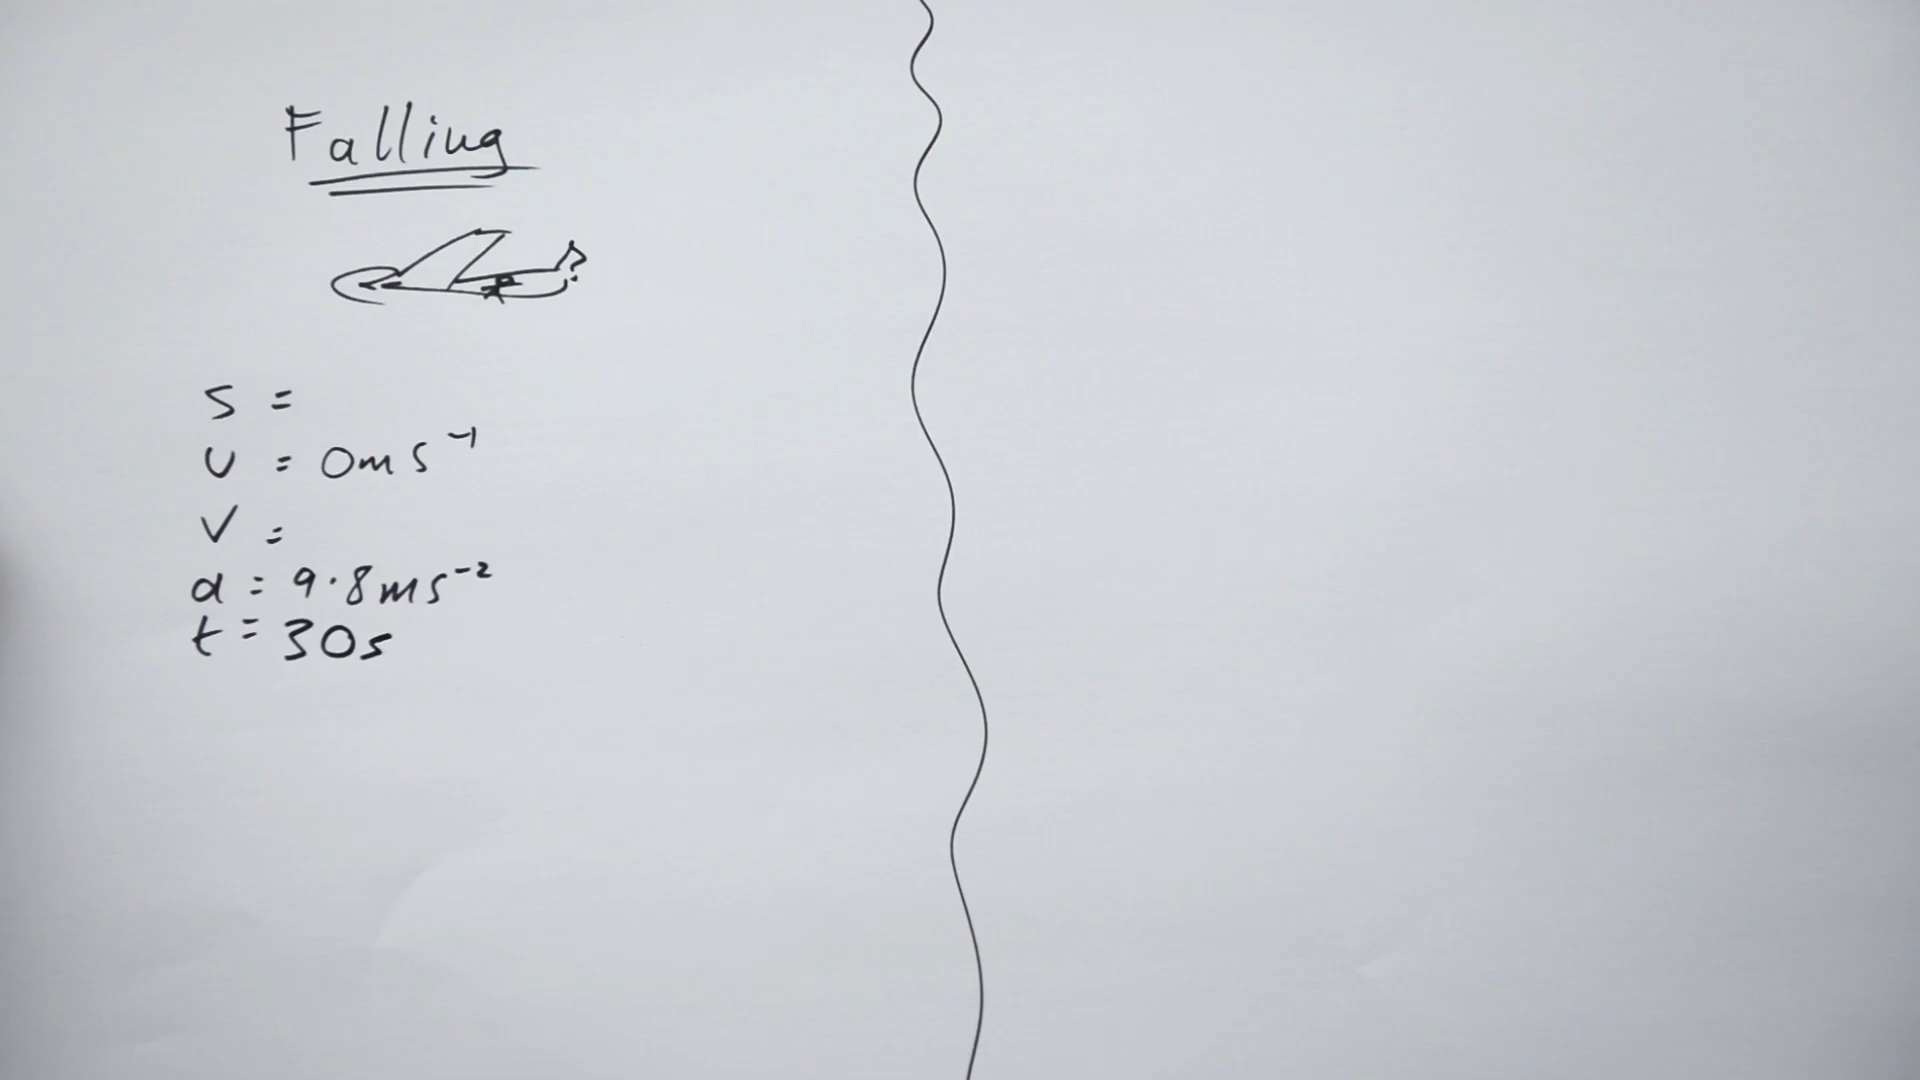 Falling
s =
u = 0ms⁻¹
v =
a = 9.8ms⁻²
t = 30s